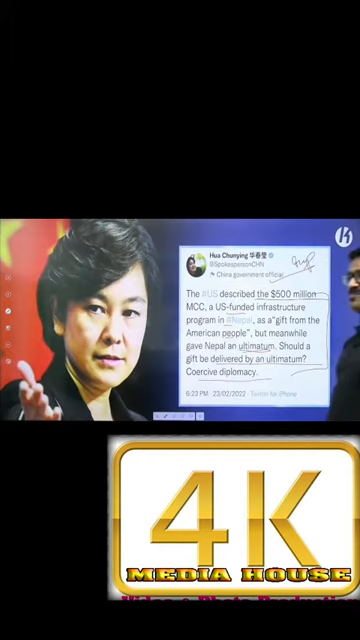 Hua Chunying 华春莹
@SpokespersonCHN
China government official
The #US described the $500 million
MCC, a US-funded infrastructure
program in #Nepal, as a "gift from the
American people", but meanwhile
gave Nepal an ultimatum. Should a
gift be delivered by an ultimatum?
Coercive diplomacy.
6:23 PM · 23/02/2022 · Twitter for iPhone
4K
MEDIA HOUSE